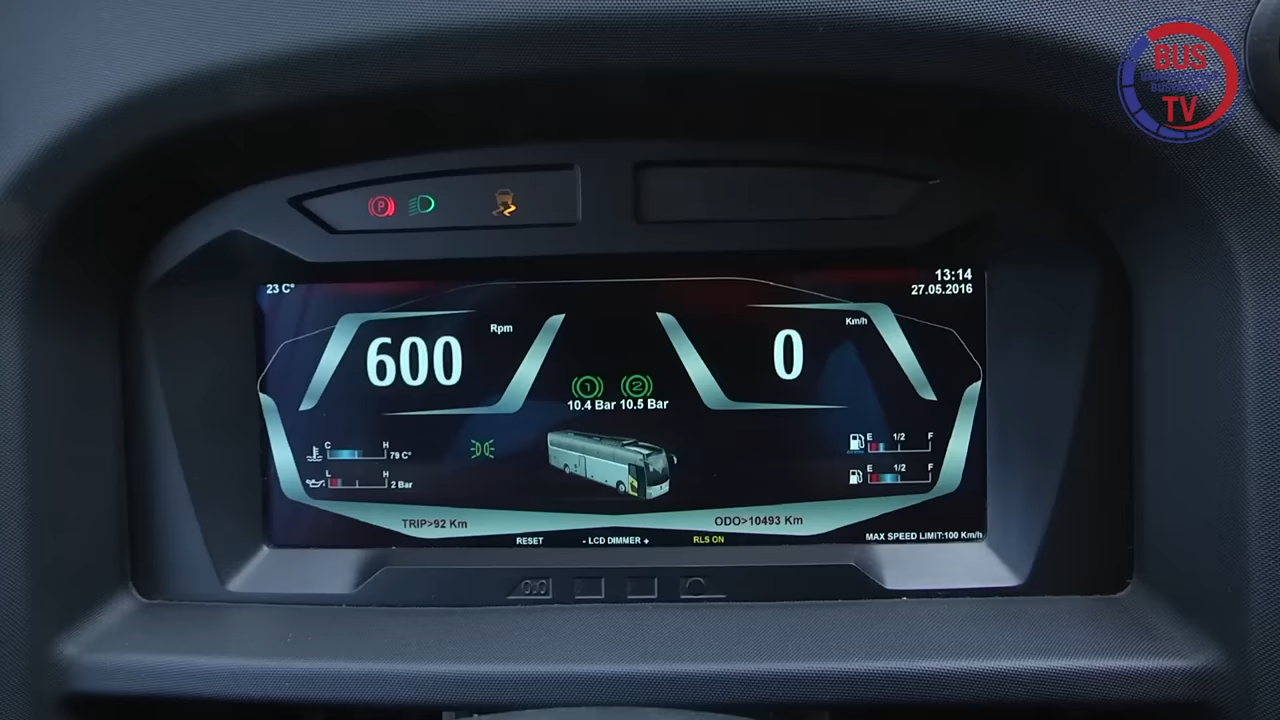 BUS
TV
P
23 C°
13:14
27.05.2016
600
Rpm
0
Km/h
1 2
10.4 Bar 10.5 Bar
C H 79 C°
L H 2 Bar
E 1/2 F
E 1/2 F
TRIP>92 Km
ODO>10493 Km
RESET
- LCD DIMMER +
RLS ON
MAX SPEED LIMIT:100 Km/h